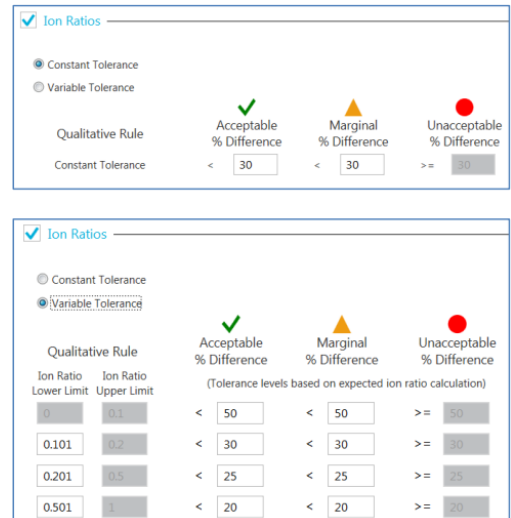 Ion Ratios
Constant Tolerance
Variable Tolerance
Qualitative Rule
Acceptable
% Difference
Marginal
% Difference
Unacceptable
% Difference
Constant Tolerance < 30 < 30 >= 30
Ion Ratios
Constant Tolerance
Variable Tolerance
Qualitative Rule
Acceptable
% Difference
Marginal
% Difference
Unacceptable
% Difference
Ion Ratio
Lower Limit
Ion Ratio
Upper Limit
(Tolerance levels based on expected ion ratio calculation)
0 0.1 < 50 < 50 >= 50
0.101 0.2 < 30 < 30 >= 30
0.201 0.5 < 25 < 25 >= 25
0.501 1 < 20 < 20 >= 20